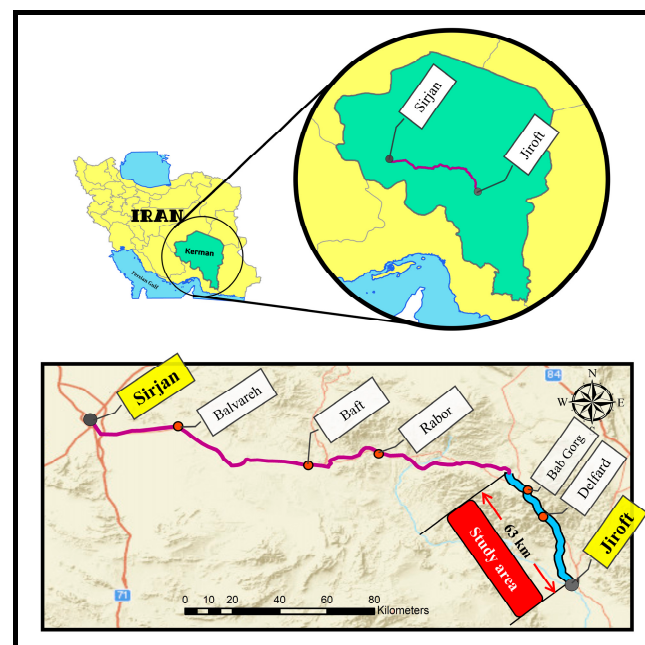 Sirjan
Jiroft
IRAN
Kerman
Persian Gulf
Sirjan
Balvareh
Baft
Rabor
84
N
W
E
S
Bab Gorg
Delfard
Jiroft
63 km
Study area
71
0 10 20 40 60 80
Kilometers